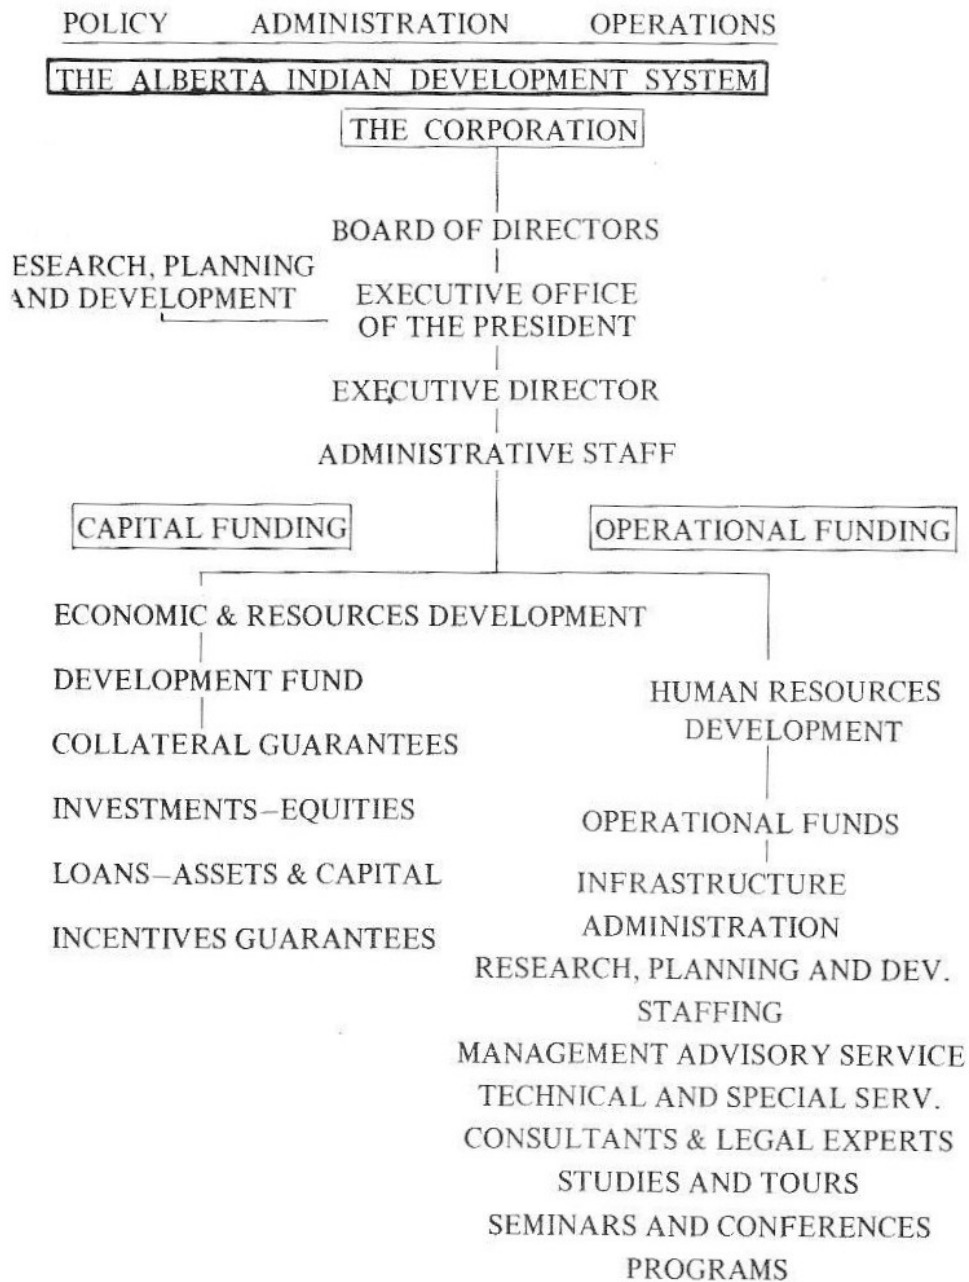 POLICY ADMINISTRATION OPERATIONS
THE ALBERTA INDIAN DEVELOPMENT SYSTEM
THE CORPORATION
BOARD OF DIRECTORS
ESEARCH, PLANNING
AND DEVELOPMENT
EXECUTIVE OFFICE
OF THE PRESIDENT
EXECUTIVE DIRECTOR
ADMINISTRATIVE STAFF
CAPITAL FUNDING
ECONOMIC & RESOURCES DEVELOPMENT
DEVELOPMENT FUND
COLLATERAL GUARANTEES
INVESTMENTS–EQUITIES
LOANS–ASSETS & CAPITAL
INCENTIVES GUARANTEES
OPERATIONAL FUNDING
HUMAN RESOURCES
DEVELOPMENT
OPERATIONAL FUNDS
INFRASTRUCTURE
ADMINISTRATION
RESEARCH, PLANNING AND DEV.
STAFFING
MANAGEMENT ADVISORY SERVICE
TECHNICAL AND SPECIAL SERV.
CONSULTANTS & LEGAL EXPERTS
STUDIES AND TOURS
SEMINARS AND CONFERENCES
PROGRAMS